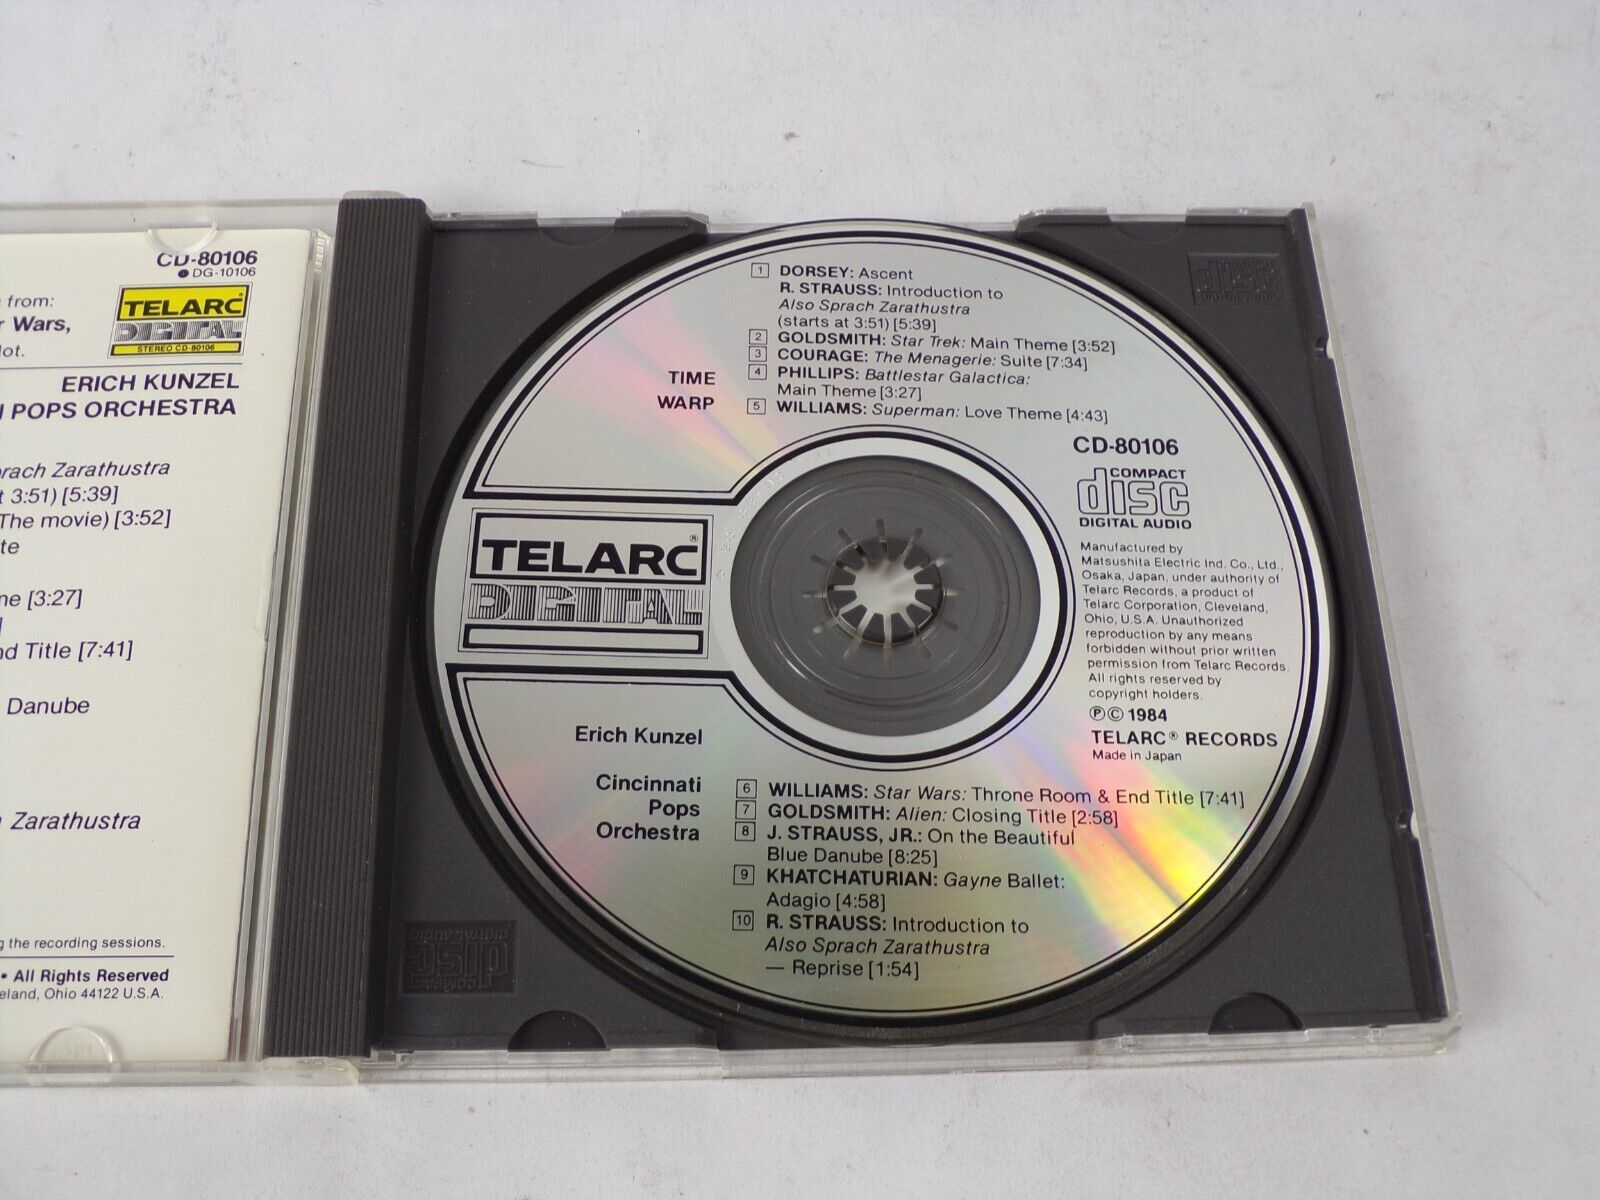 CD-80106
DG-10106
from:
Wars,
TELARC
DIGITAL
STEREO CD-80106
ERICH KUNZEL
POPS ORCHESTRA
Zarathustra
3:51) [5:39]
(The movie) [3:52]
[3:27]
Title [7:41]
Danube
Zarathustra
the recording sessions.
• All Rights Reserved
Ohio 44122 U.S.A.
1 DORSEY: Ascent
R. STRAUSS: Introduction to
Also Sprach Zarathustra
(starts at 3:51) [5:39]
2 GOLDSMITH: Star Trek: Main Theme [3:52]
3 COURAGE: The Menagerie: Suite [7:34]
4 PHILLIPS: Battlestar Galactica:
Main Theme [3:27]
5 WILLIAMS: Superman: Love Theme [4:43]
TIME
WARP
CD-80106
COMPACT
disc
DIGITAL AUDIO
TELARC®
DIGITAL
Manufactured by
Matsushita Electric Ind. Co., Ltd.,
Osaka, Japan, under authority of
Telarc Records, a product of
Telarc Corporation, Cleveland,
Ohio, U.S.A. Unauthorized
reproduction by any means
forbidden without prior written
permission from Telarc Records.
All rights reserved by
copyright holders.
℗© 1984
TELARC® RECORDS
Made in Japan
Erich Kunzel
Cincinnati
Pops
Orchestra
6 WILLIAMS: Star Wars: Throne Room & End Title [7:41]
7 GOLDSMITH: Alien: Closing Title [2:58]
8 J. STRAUSS, JR.: On the Beautiful
Blue Danube [8:25]
9 KHATCHATURIAN: Gayne Ballet:
Adagio [4:58]
10 R. STRAUSS: Introduction to
Also Sprach Zarathustra
— Reprise [1:54]
COMPACT
disc
DIGITAL AUDIO
COMPACT
disc
DIGITAL AUDIO